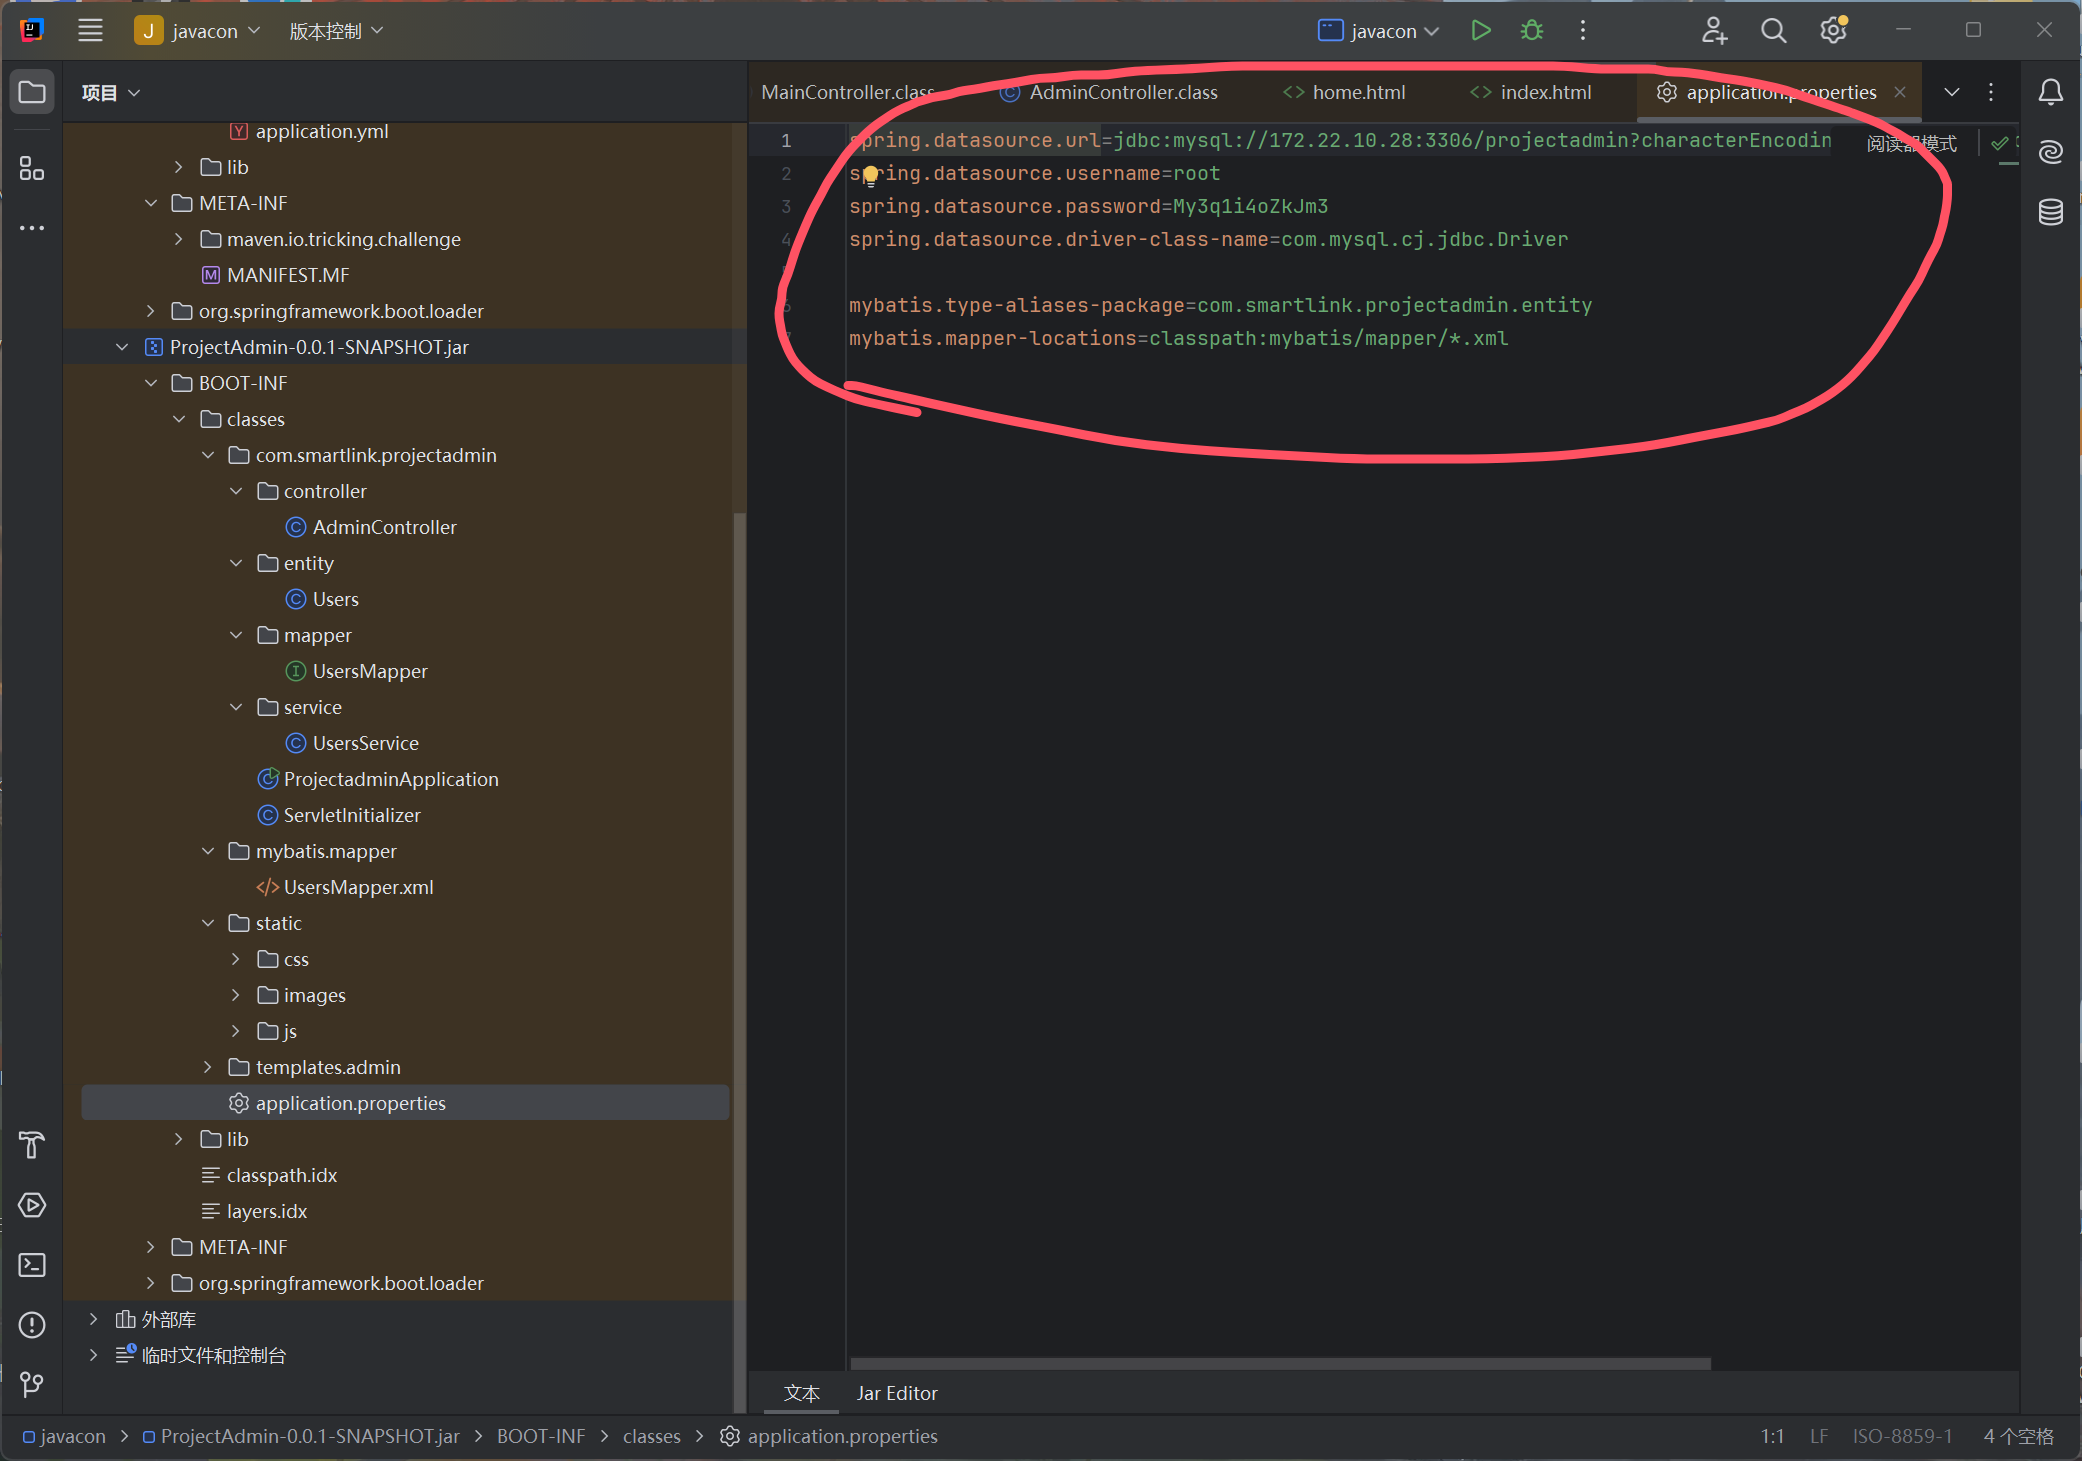 J javacon 版本控制
javacon
项目
application.yml
lib
META-INF
maven.io.tricking.challenge
M MANIFEST.MF
org.springframework.boot.loader
ProjectAdmin-0.0.1-SNAPSHOT.jar
BOOT-INF
classes
com.smartlink.projectadmin
controller
AdminController
entity
Users
mapper
UsersMapper
service
UsersService
ProjectadminApplication
ServletInitializer
mybatis.mapper
UsersMapper.xml
static
css
images
js
templates.admin
application.properties
lib
classpath.idx
layers.idx
META-INF
org.springframework.boot.loader
外部库
临时文件和控制台
MainController.class AdminController.class home.html index.html application.properties
阅读器模式
1 spring.datasource.url=jdbc:mysql://172.22.10.28:3306/projectadmin?characterEncodin
2 spring.datasource.username=root
3 spring.datasource.password=My3q1i4oZkJm3
4 spring.datasource.driver-class-name=com.mysql.cj.jdbc.Driver
6 mybatis.type-aliases-package=com.smartlink.projectadmin.entity
7 mybatis.mapper-locations=classpath:mybatis/mapper/*.xml
文本 Jar Editor
javacon > ProjectAdmin-0.0.1-SNAPSHOT.jar > BOOT-INF > classes > application.properties
1:1 LF ISO-8859-1 4 个空格